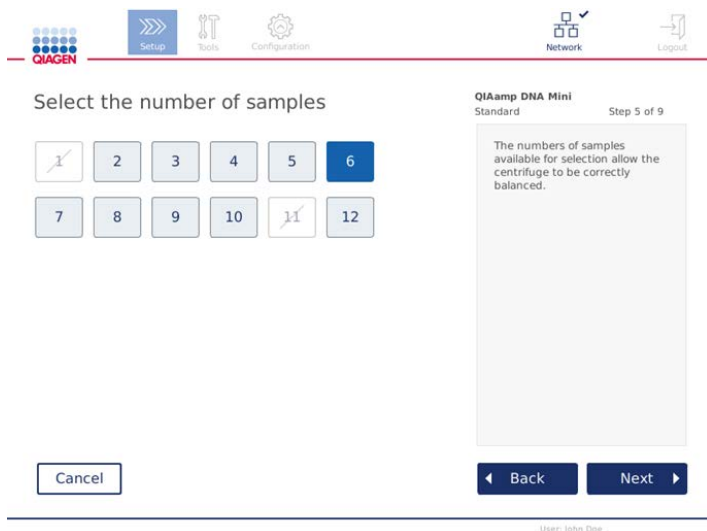 QIAGEN
Setup
Tools
Configuration
Network
Logout
Select the number of samples
1 2 3 4 5 6
7 8 9 10 11 12
QIAamp DNA Mini
Standard Step 5 of 9
The numbers of samples
available for selection allow the
centrifuge to be correctly
balanced.
Cancel
Back
Next
User: John Doe